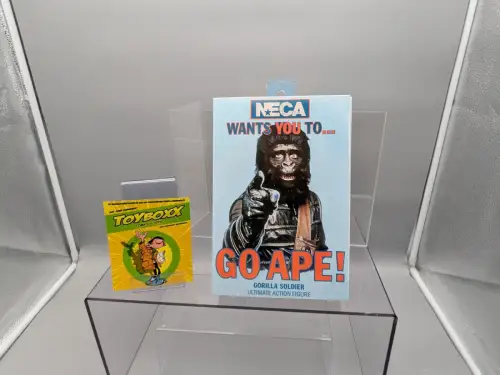 NECA
WANTS YOU TO....
GO APE!
GORILLA SOLDIER
ULTIMATE ACTION FIGURE
TOYBOXX